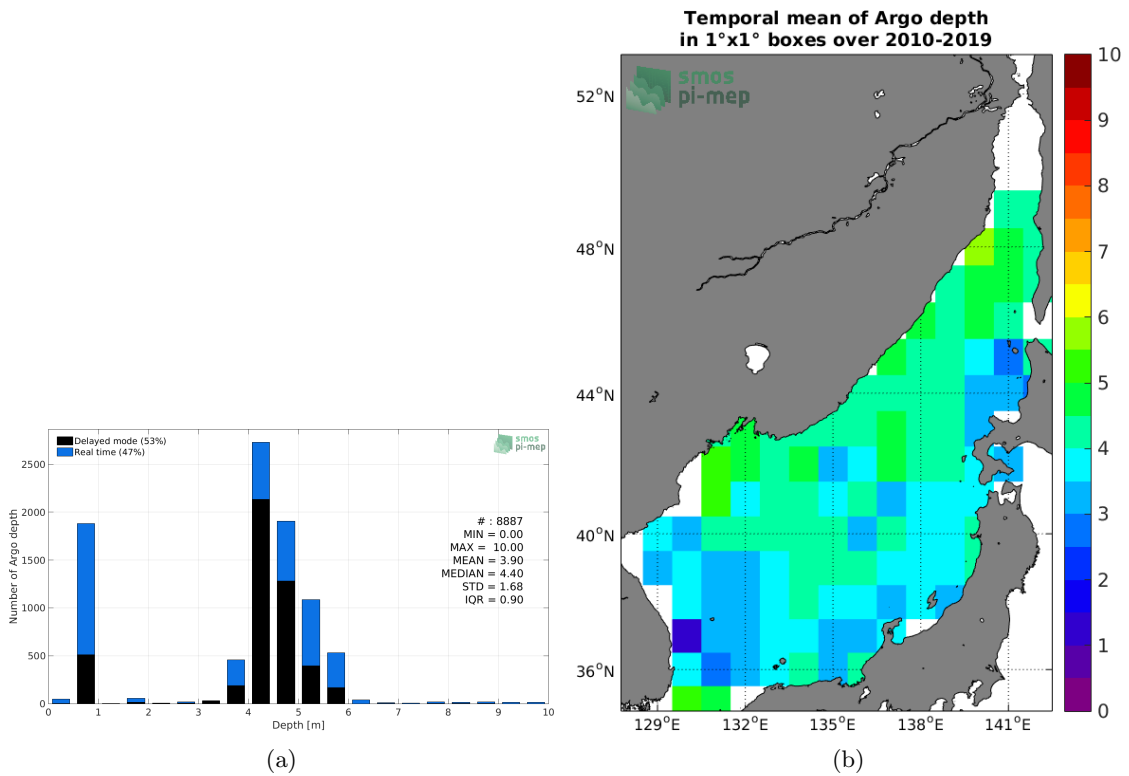 Temporal mean of Argo depth
in 1°x1° boxes over 2010-2019
smos
pi-mep
52°N
48°N
44°N
40°N
36°N
129°E
132°E
135°E
138°E
141°E
10
9
8
7
6
5
4
3
2
1
0
(b)
Delayed mode (53%)
Real time (47%)
smos
pi-mep
# : 8887
MIN = 0.00
MAX = 10.00
MEAN = 3.90
MEDIAN = 4.40
STD = 1.68
IQR = 0.90
Number of Argo depth
2500
2000
1500
1000
500
0
0
1
2
3
4
5
6
7
8
9
10
Depth [m]
(a)